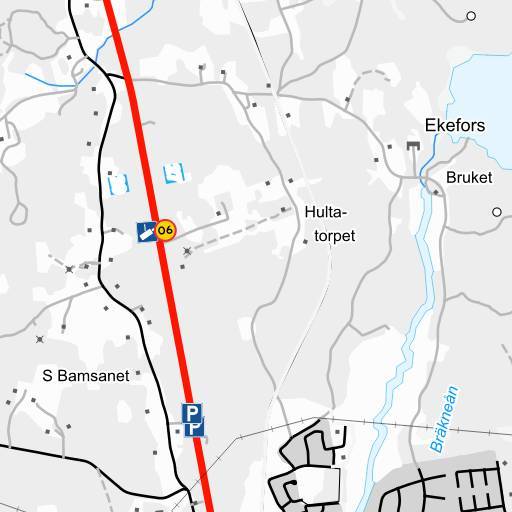 Ekefors
Bruket
Hulta-
torpet
06
S Bamsanet
P
P
Bräkneån